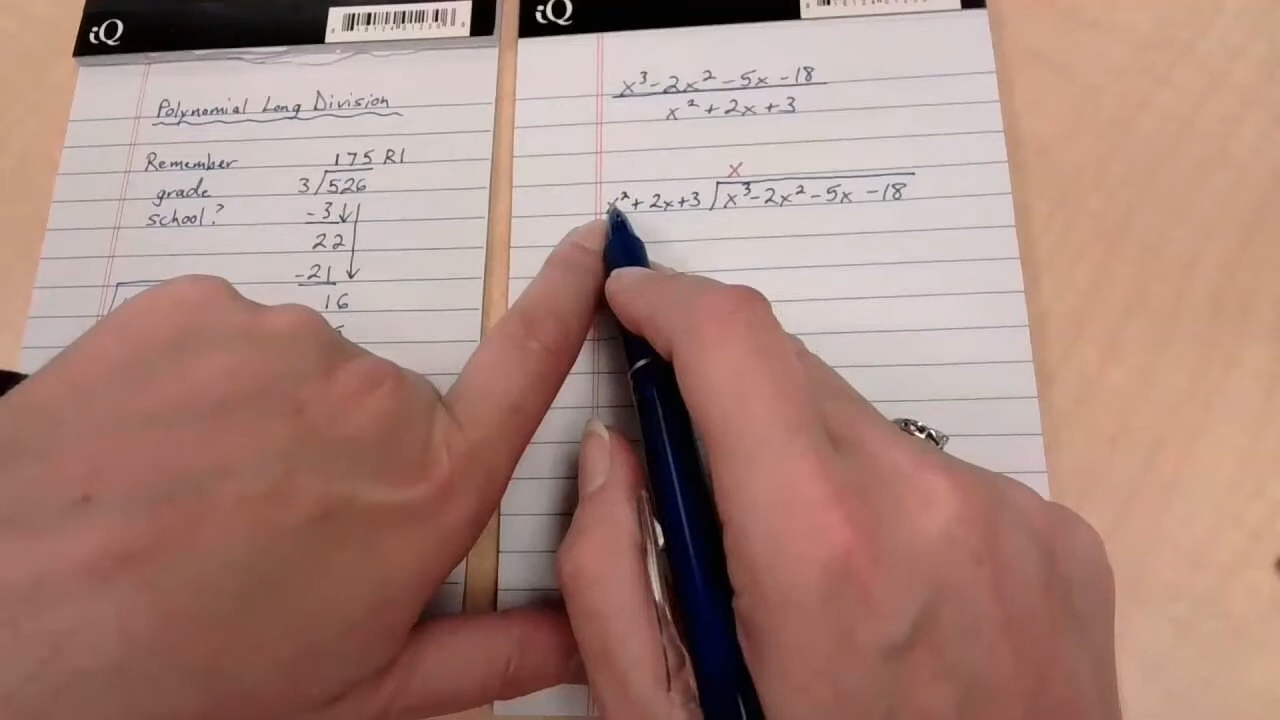 iQ
Polynomial Long Division
Remember
grade
school?
175 R1
3 526
-3
22
-21
16
iQ
x³-2x²-5x-18
x²+2x+3
x
x²+2x+3 x³-2x²-5x-18